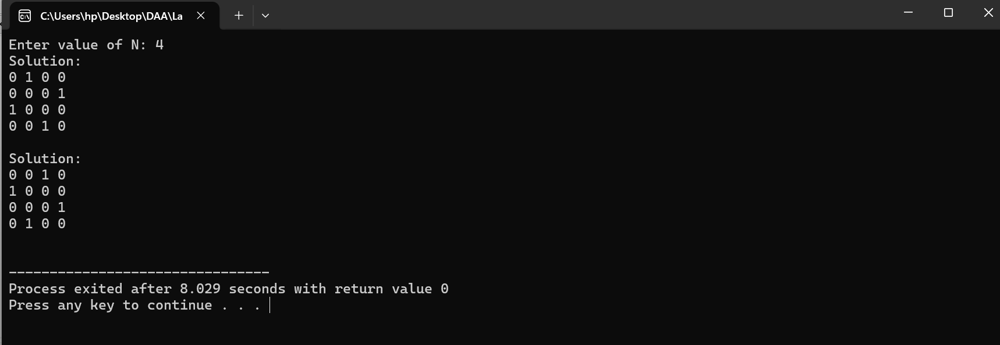 C:\Users\hp\Desktop\DAA\La
Enter value of N: 4
Solution:
0 1 0 0
0 0 0 1
1 0 0 0
0 0 1 0
Solution:
0 0 1 0
1 0 0 0
0 0 0 1
0 1 0 0
--------------------------------
Process exited after 8.029 seconds with return value 0
Press any key to continue . . .